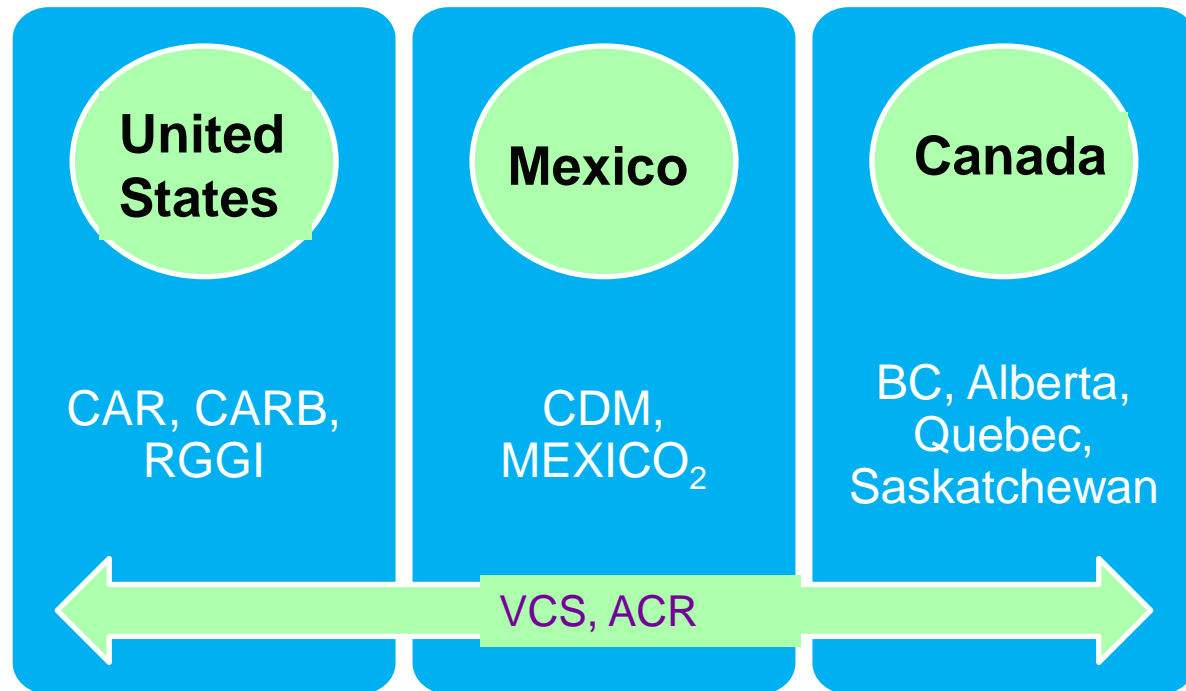 United
States
CAR, CARB,
RGGI
Mexico
CDM,
MEXICO₂
Canada
BC, Alberta,
Quebec,
Saskatchewan
VCS, ACR